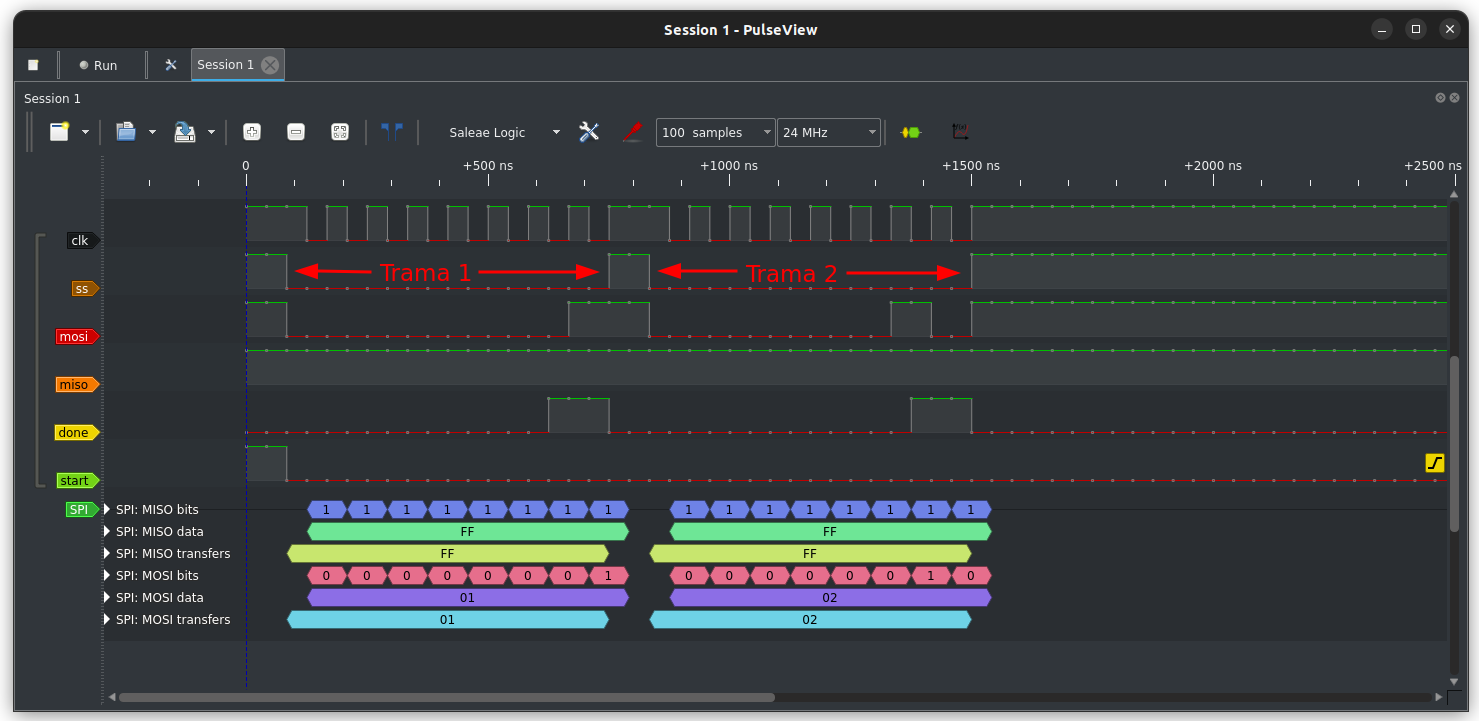 Session 1 - PulseView
Run
Session 1
Session 1
Saleae Logic
100 samples
24 MHz
0 +500 ns +1000 ns +1500 ns +2000 ns +2500 ns
clk
ss
Trama 1 Trama 2
mosi
miso
done
start
SPI
SPI: MISO bits 1 1 1 1 1 1 1 1 1 1 1 1 1 1 1 1
SPI: MISO data FF FF
SPI: MISO transfers FF FF
SPI: MOSI bits 0 0 0 0 0 0 0 1 0 0 0 0 0 0 1 0
SPI: MOSI data 01 02
SPI: MOSI transfers 01 02